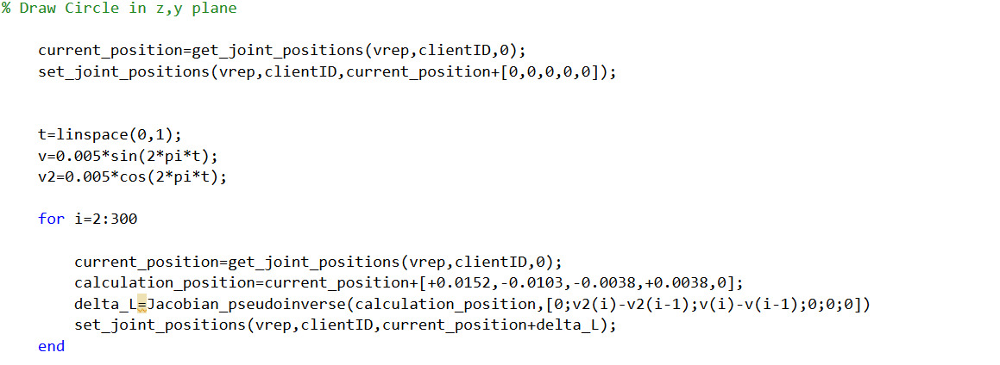 % Draw Circle in z,y plane
current_position=get_joint_positions(vrep,clientID,0);
set_joint_positions(vrep,clientID,current_position+[0,0,0,0,0]);
t=linspace(0,1);
v=0.005*sin(2*pi*t);
v2=0.005*cos(2*pi*t);
for i=2:300
current_position=get_joint_positions(vrep,clientID,0);
calculation_position=current_position+[+0.0152,-0.0103,-0.0038,+0.0038,0];
delta_L=Jacobian_pseudoinverse(calculation_position,[0;v2(i)-v2(i-1);v(i)-v(i-1);0;0;0])
set_joint_positions(vrep,clientID,current_position+delta_L);
end